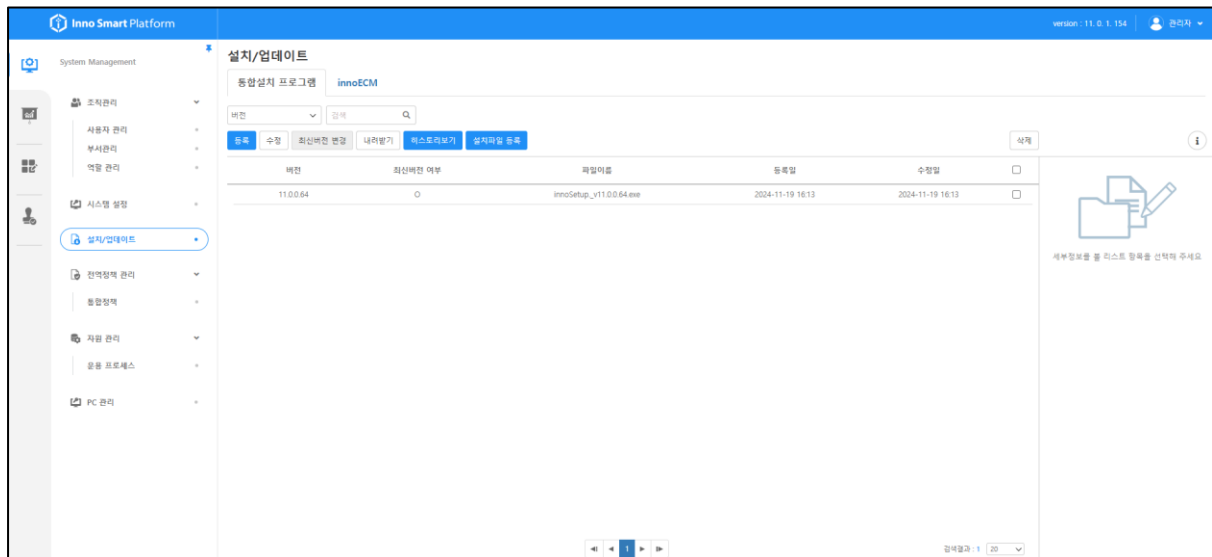 Inno Smart Platform
version : 11. 0. 1. 154
관리자
System Management
조직관리
사용자 관리
부서관리
역할 관리
시스템 설정
설치/업데이트
전역정책 관리
통합정책
자원 관리
운용 프로세스
PC 관리
설치/업데이트
통합설치 프로그램 innoECM
버전 검색
등록 수정 최신버전 변경 내려받기 히스토리보기 설치파일 등록 삭제
버전 최신버전 여부 파일이름 등록일 수정일
11.0.0.64 O innoSetup_v11.0.0.64.exe 2024-11-19 16:13 2024-11-19 16:13
세부정보를 볼 리스트 항목을 선택해 주세요
1
검색결과 : 1 20